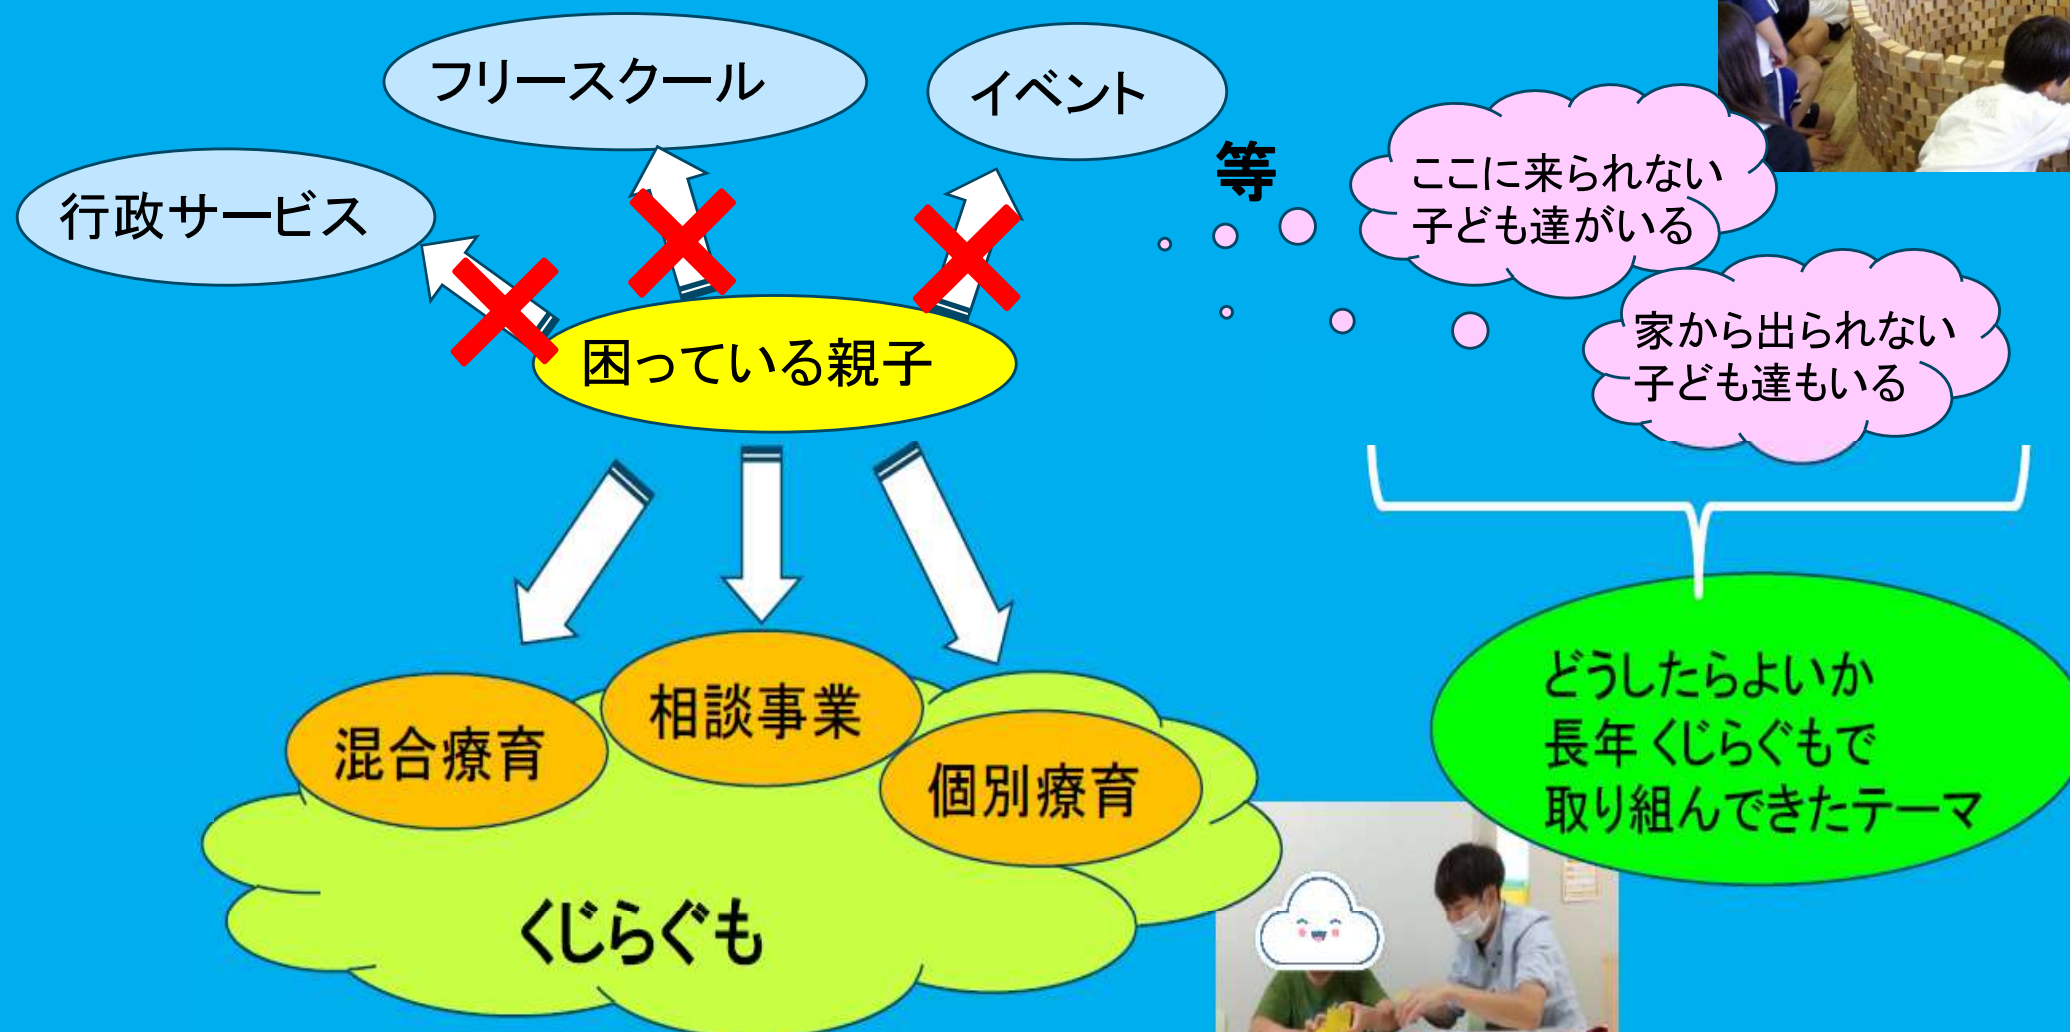 フリースクール
イベント
行政サービス
等
ここに来られない
子ども達がいる
家から出られない
子ども達もいる
困っている親子
混合療育
相談事業
個別療育
くじらぐも
どうしたらよいか
長年くじらぐもで
取り組んできたテーマ